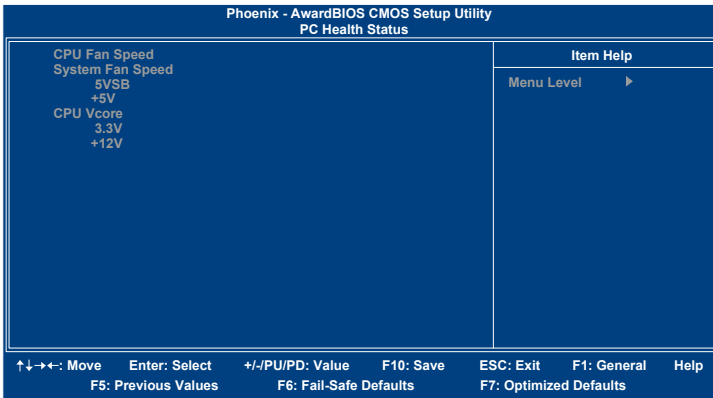 Phoenix - AwardBIOS CMOS Setup Utility
PC Health Status
CPU Fan Speed
System Fan Speed
5VSB
+5V
CPU Vcore
3.3V
+12V
Item Help
Menu Level ▶
↑↓→←: Move Enter: Select +/-/PU/PD: Value F10: Save ESC: Exit F1: General Help
F5: Previous Values F6: Fail-Safe Defaults F7: Optimized Defaults